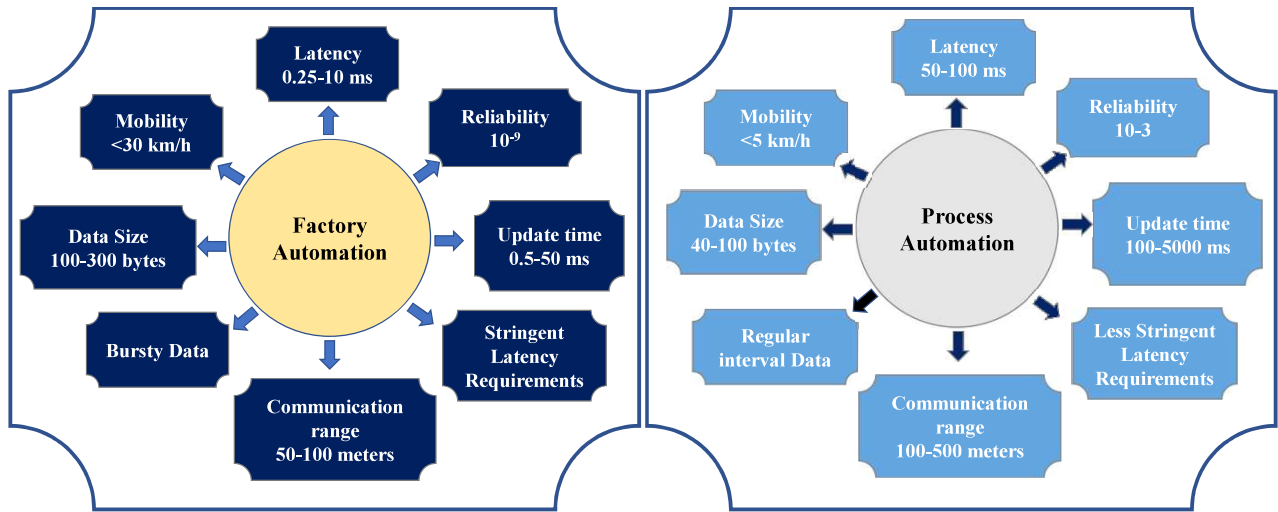 Latency
0.25-10 ms
Mobility
<30 km/h
Reliability
10⁻⁹
Factory
Automation
Data Size
100-300 bytes
Update time
0.5-50 ms
Bursty Data
Stringent
Latency
Requirements
Communication
range
50-100 meters
Latency
50-100 ms
Mobility
<5 km/h
Reliability
10-3
Process
Automation
Data Size
40-100 bytes
Update time
100-5000 ms
Regular
interval Data
Less Stringent
Latency
Requirements
Communication
range
100-500 meters